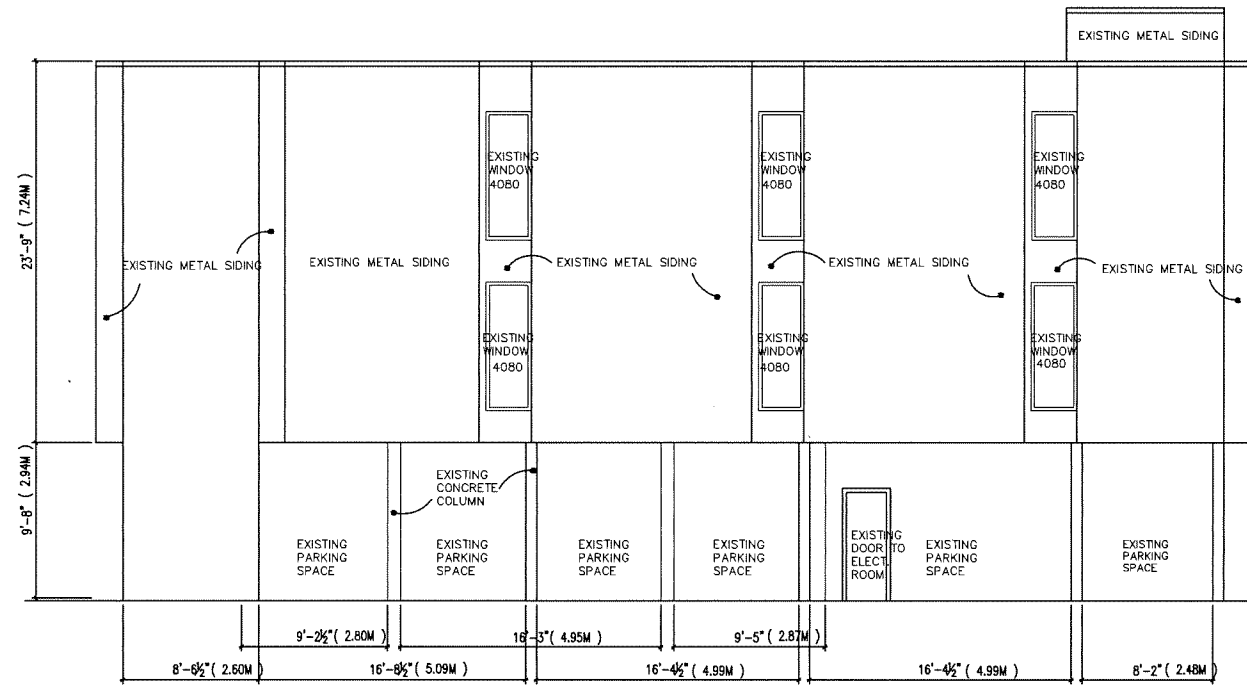 EXISTING METAL SIDING
23'-9" ( 7.24M )
EXISTING
WINDOW
4080
EXISTING
WINDOW
4080
EXISTING
WINDOW
4080
EXISTING METAL SIDING
EXISTING METAL SIDING
EXISTING METAL SIDING
EXISTING METAL SIDING
EXISTING METAL SIDING
EXISTING
WINDOW
4080
EXISTING
WINDOW
4080
EXISTING
WINDOW
4080
9'-8" ( 2.94M )
EXISTING
CONCRETE
COLUMN
EXISTING
PARKING
SPACE
EXISTING
PARKING
SPACE
EXISTING
PARKING
SPACE
EXISTING
PARKING
SPACE
EXISTING
DOOR TO
ELECT.
ROOM
EXISTING
PARKING
SPACE
EXISTING
PARKING
SPACE
9'-2½" ( 2.80M )
16'-3" ( 4.95M )
9'-5" ( 2.87M )
8'-6½" ( 2.60M )
16'-8½" ( 5.09M )
16'-4½" ( 4.99M )
16'-4½" ( 4.99M )
8'-2" ( 2.48M )